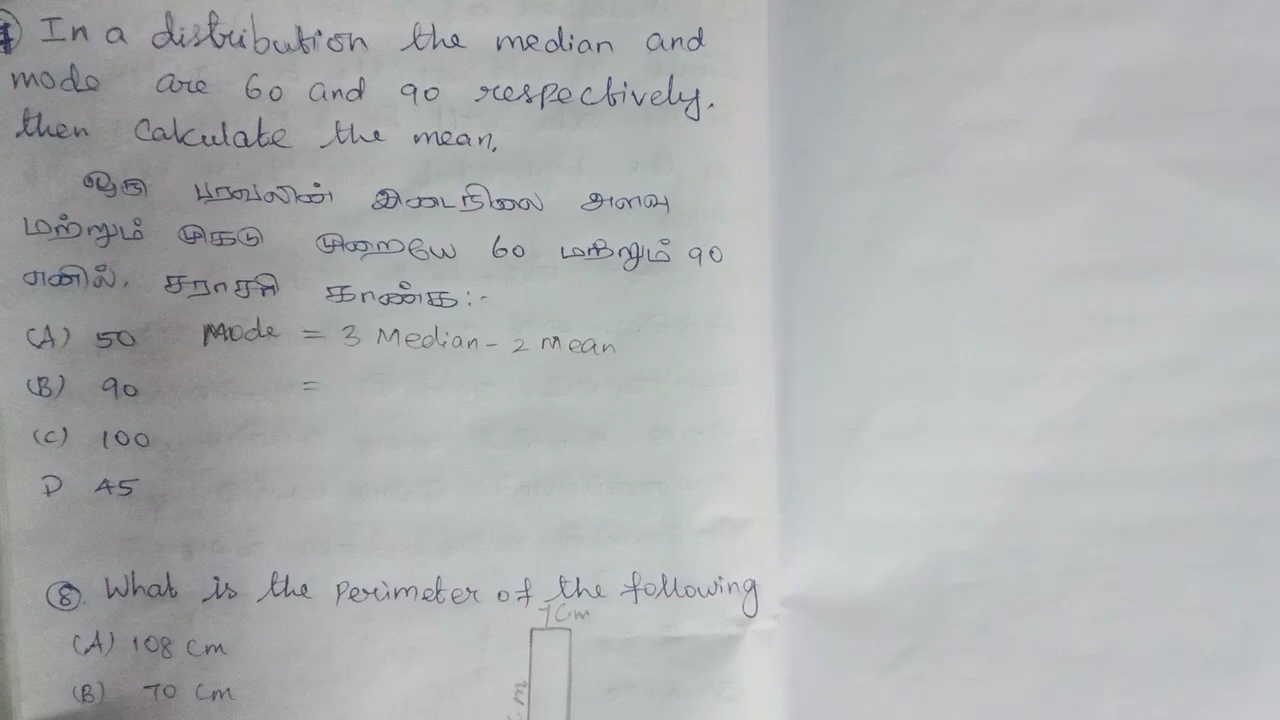 In a distribution the median and
mode are 60 and 90 respectively.
then calculate the mean.
ஒரு பரவலின் இடைநிலை அளவு
மற்றும் முகடு முறையே 60 மற்றும் 90
எனில். சராசரி காண்க:-
(A) 50 Mode = 3 Median - 2 Mean
(B) 90 =
(C) 100
D 45
⑧. What is the perimeter of the following
7cm
(A) 108 cm
(B) 70 cm